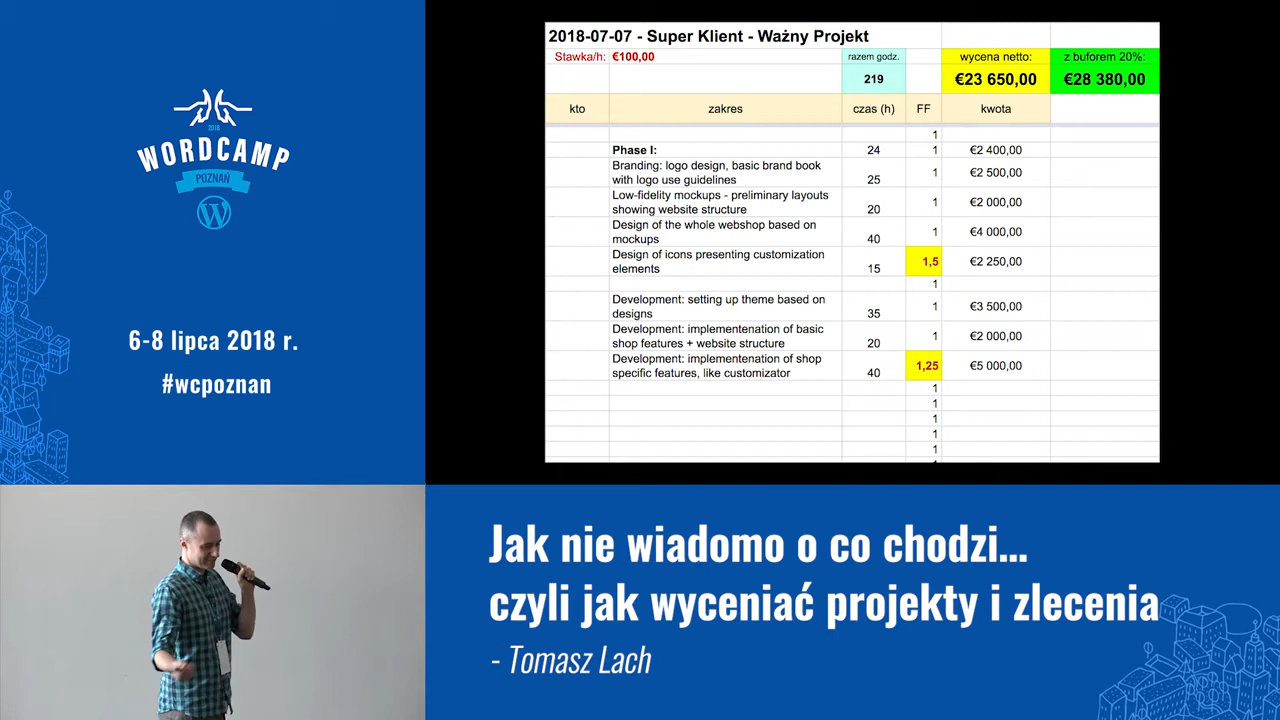 2018
WORDCAMP
POZNAŃ
6-8 lipca 2018 r.
#wcpoznan
2018-07-07 - Super Klient - Ważny Projekt
Stawka/h: €100,00 razem godz. wycena netto: z buforem 20%:
219 €23 650,00 €28 380,00
kto zakres czas (h) FF kwota
1
Phase I: 24 1 €2 400,00
Branding: logo design, basic brand book
with logo use guidelines 25 1 €2 500,00
Low-fidelity mockups - preliminary layouts
showing website structure 20 1 €2 000,00
Design of the whole webshop based on
mockups 40 1 €4 000,00
Design of icons presenting customization
elements 15 1,5 €2 250,00
1
Development: setting up theme based on
designs 35 1 €3 500,00
Development: implementenation of basic
shop features + website structure 20 1 €2 000,00
Development: implementenation of shop
specific features, like customizator 40 1,25 €5 000,00
1
1
1
1
1
Jak nie wiadomo o co chodzi...
czyli jak wyceniać projekty i zlecenia
- Tomasz Lach